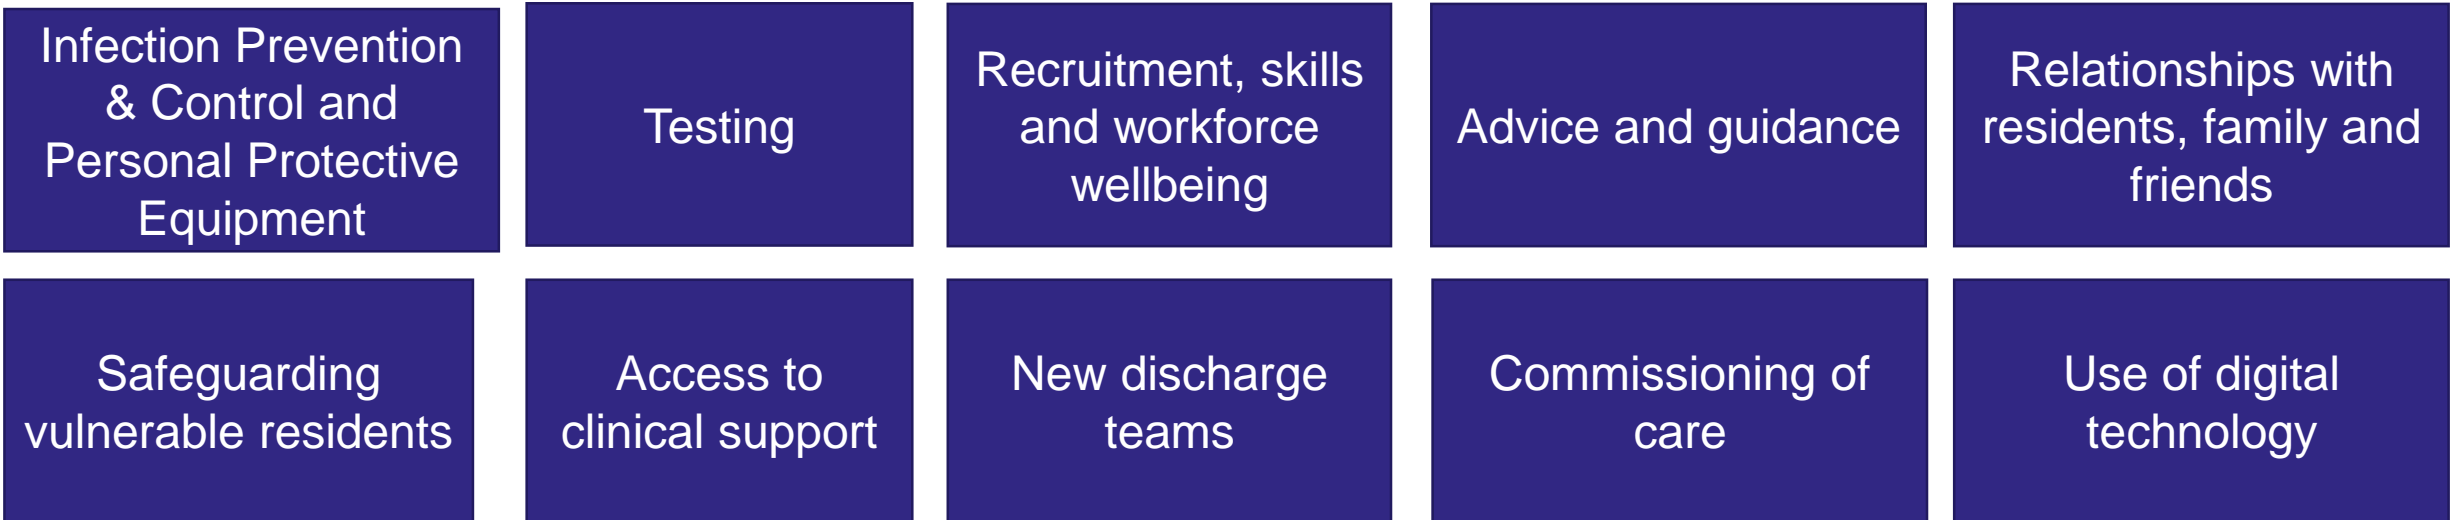 Infection Prevention
& Control and
Personal Protective
Equipment
Testing
Recruitment, skills
and workforce
wellbeing
Advice and guidance
Relationships with
residents, family and
friends
Safeguarding
vulnerable residents
Access to
clinical support
New discharge
teams
Commissioning of
care
Use of digital
technology